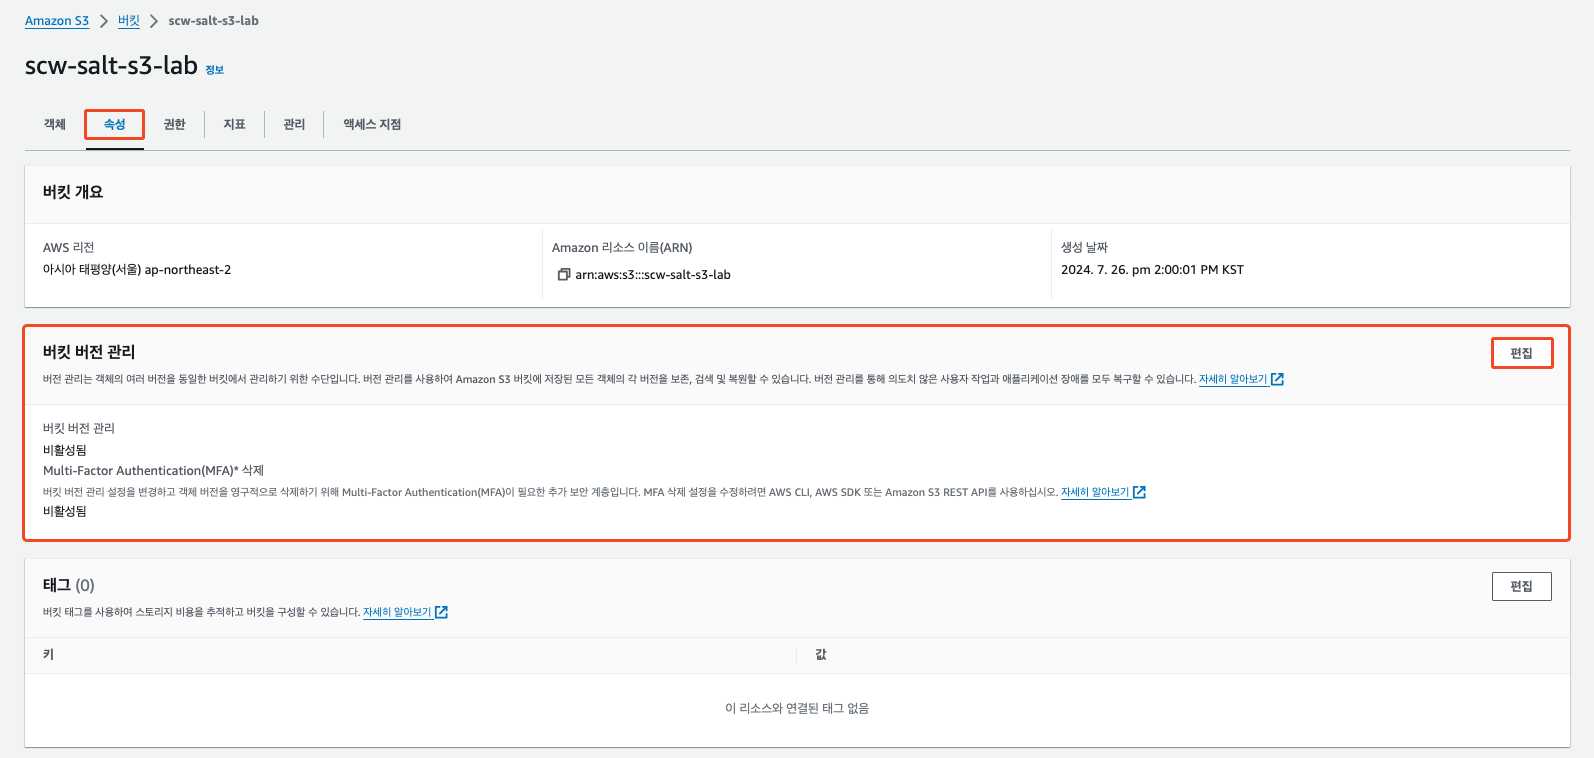 Amazon S3 > 버킷 > scw-salt-s3-lab
scw-salt-s3-lab 정보
객체 속성 권한 지표 관리 액세스 지점
버킷 개요
AWS 리전 Amazon 리소스 이름(ARN) 생성 날짜
아시아 태평양(서울) ap-northeast-2 arn:aws:s3:::scw-salt-s3-lab 2024. 7. 26. pm 2:00:01 PM KST
버킷 버전 관리 편집
버전 관리는 객체의 여러 버전을 동일한 버킷에서 관리하기 위한 수단입니다. 버전 관리를 사용하여 Amazon S3 버킷에 저장된 모든 객체의 각 버전을 보존, 검색 및 복원할 수 있습니다. 버전 관리를 통해 의도치 않은 사용자 작업과 애플리케이션 장애를 모두 복구할 수 있습니다. 자세히 알아보기
버킷 버전 관리
비활성됨
Multi-Factor Authentication(MFA)* 삭제
버킷 버전 관리 설정을 변경하고 객체 버전을 영구적으로 삭제하기 위해 Multi-Factor Authentication(MFA)이 필요한 추가 보안 계층입니다. MFA 삭제 설정을 수정하려면 AWS CLI, AWS SDK 또는 Amazon S3 REST API를 사용하십시오. 자세히 알아보기
비활성됨
태그 (0) 편집
버킷 태그를 사용하여 스토리지 비용을 추적하고 버킷을 구성할 수 있습니다. 자세히 알아보기
키 값
이 리소스와 연결된 태그 없음